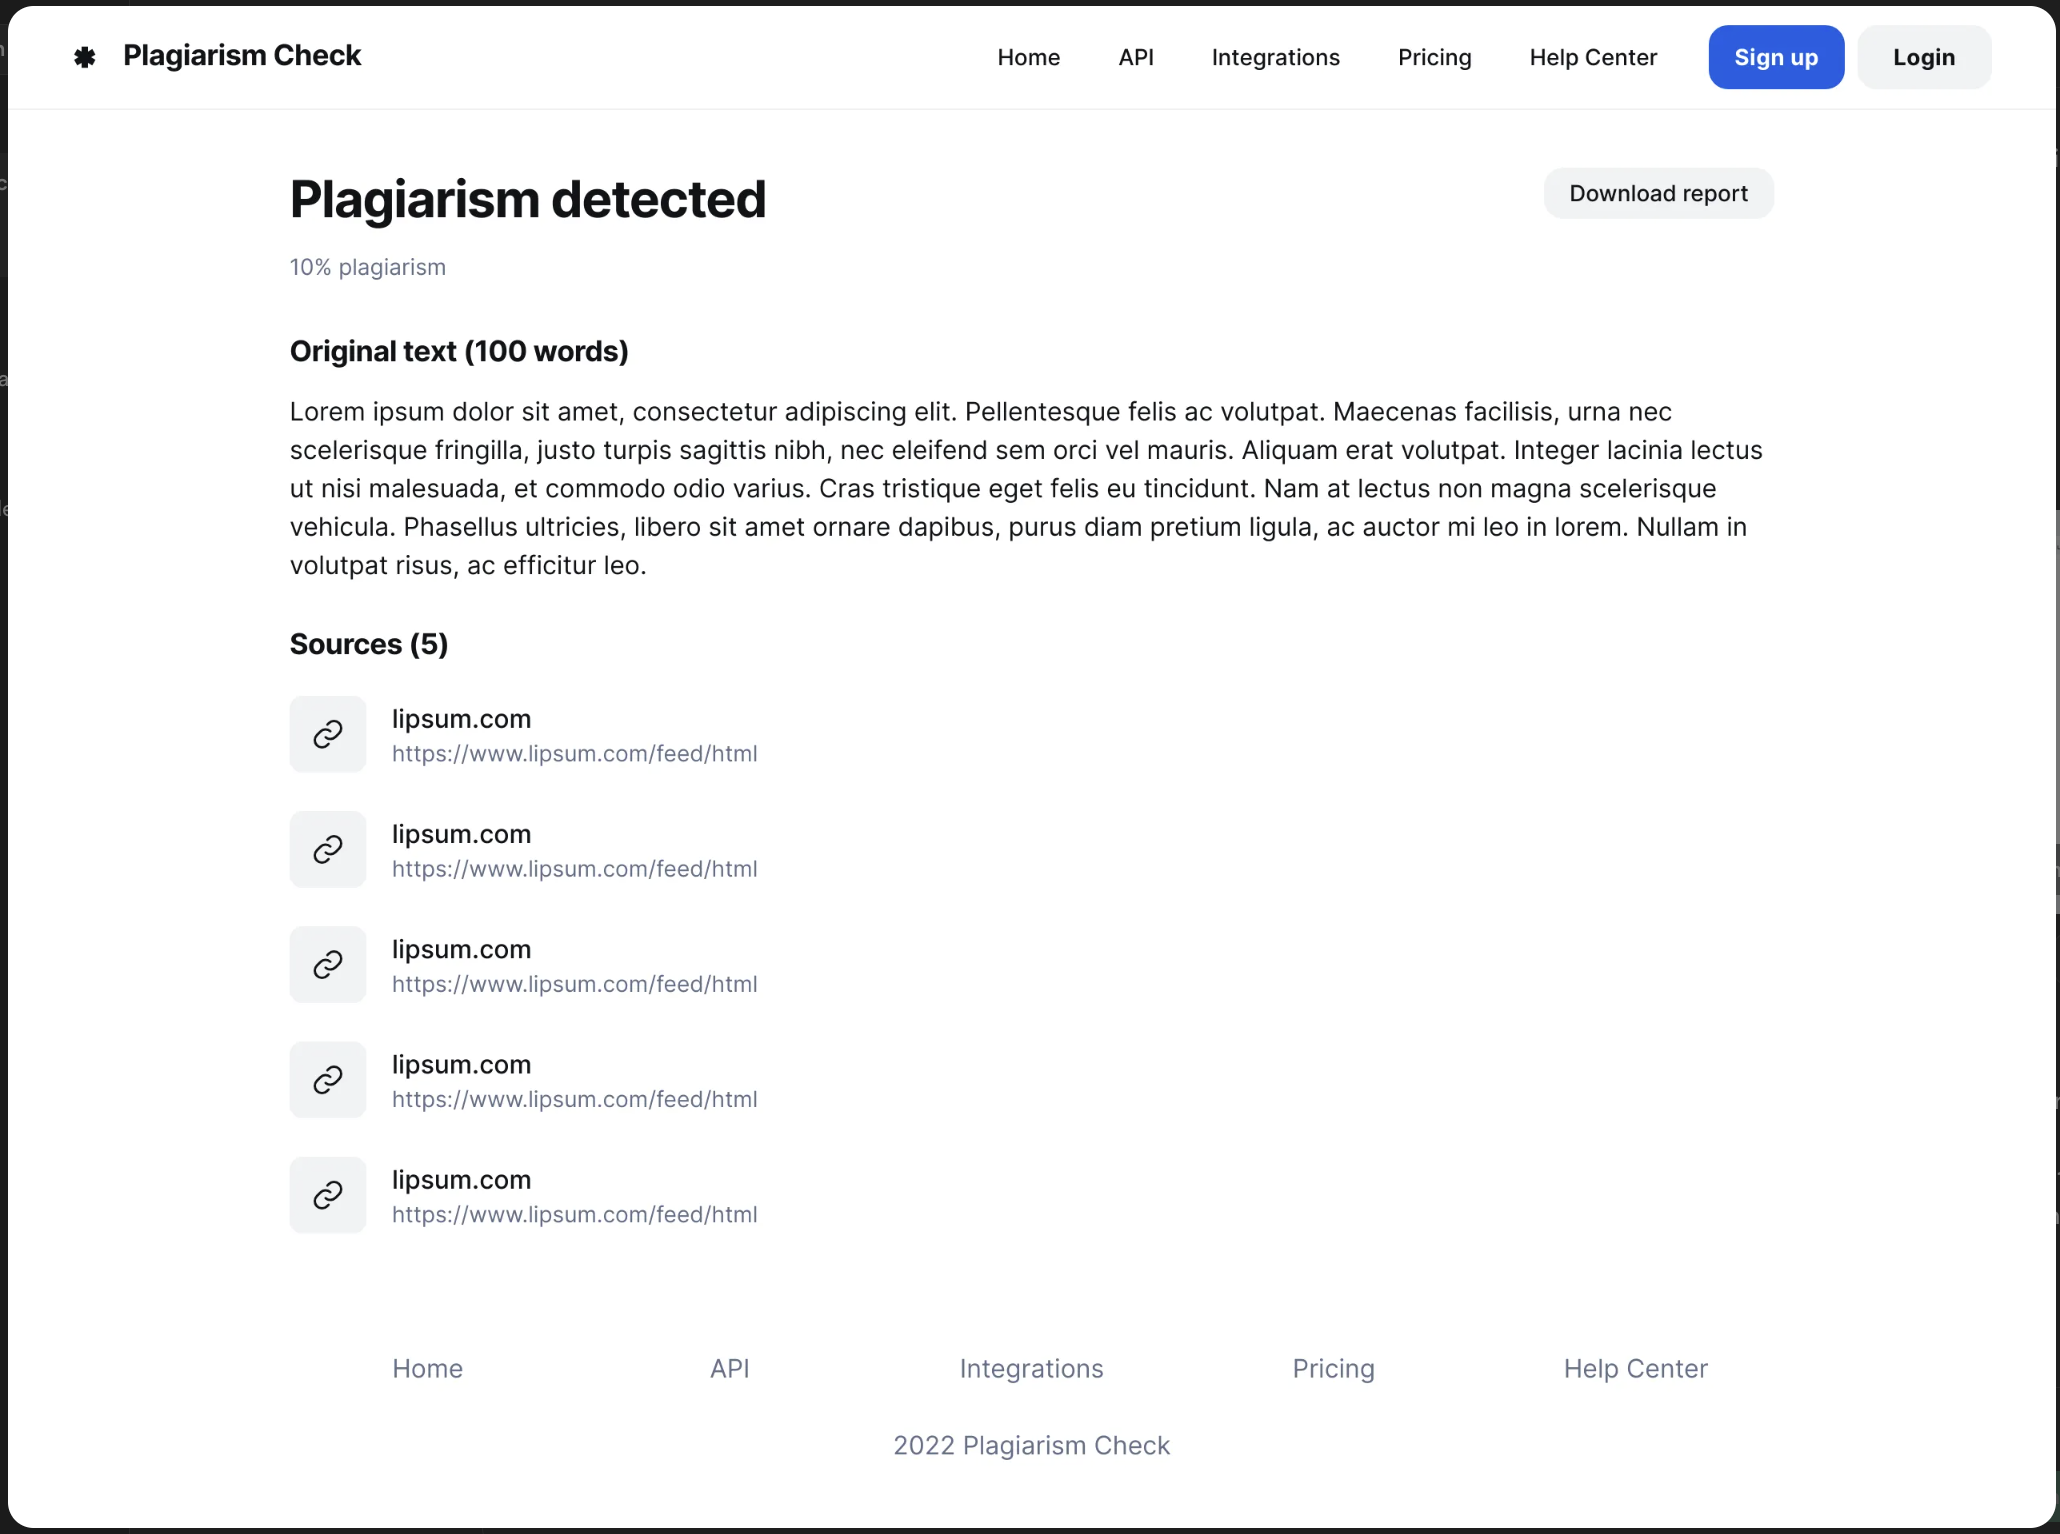 Plagiarism Check
Home API Integrations Pricing Help Center Sign up Login
Plagiarism detected
Download report
10% plagiarism
Original text (100 words)
Lorem ipsum dolor sit amet, consectetur adipiscing elit. Pellentesque felis ac volutpat. Maecenas facilisis, urna nec
scelerisque fringilla, justo turpis sagittis nibh, nec eleifend sem orci vel mauris. Aliquam erat volutpat. Integer lacinia lectus
ut nisi malesuada, et commodo odio varius. Cras tristique eget felis eu tincidunt. Nam at lectus non magna scelerisque
vehicula. Phasellus ultricies, libero sit amet ornare dapibus, purus diam pretium ligula, ac auctor mi leo in lorem. Nullam in
volutpat risus, ac efficitur leo.
Sources (5)
lipsum.com
https://www.lipsum.com/feed/html
lipsum.com
https://www.lipsum.com/feed/html
lipsum.com
https://www.lipsum.com/feed/html
lipsum.com
https://www.lipsum.com/feed/html
lipsum.com
https://www.lipsum.com/feed/html
Home API Integrations Pricing Help Center
2022 Plagiarism Check